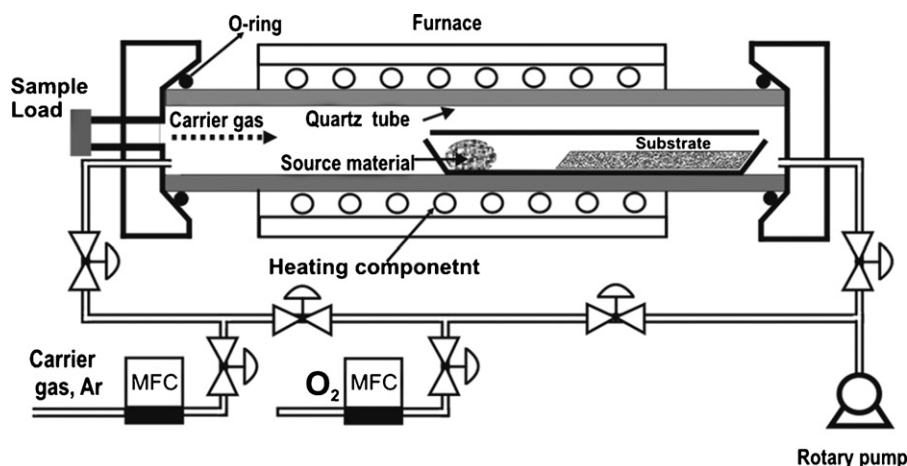 O-ring
Furnace
Sample
Load
Carrier gas
Quartz tube
Substrate
Source material
Heating componetnt
Carrier
gas, Ar
MFC
O2
MFC
Rotary pump